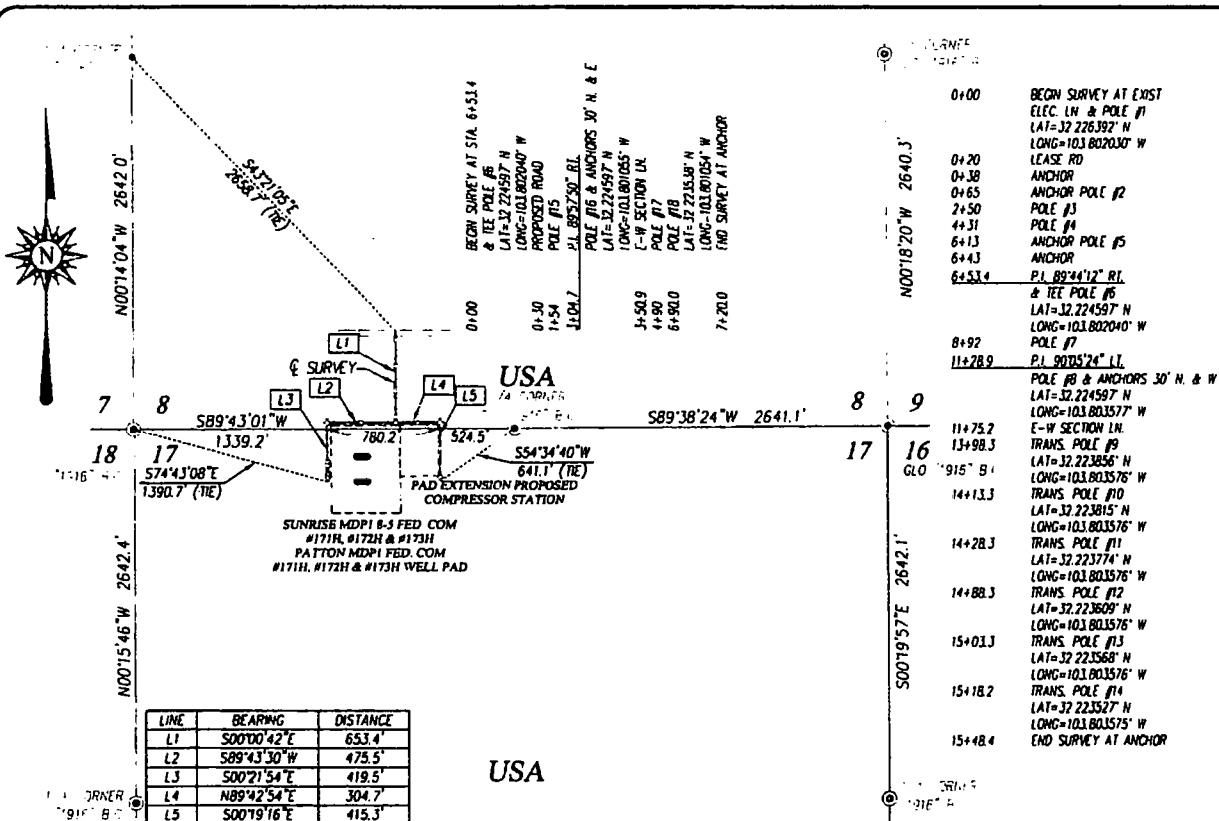 0+00 BEGIN SURVEY AT EXIST
ELEC. LN & POLE #1
LAT=32.226392° N
LONG=103.802030° W
0+20 LEASE RD
0+38 ANCHOR
0+65 ANCHOR POLE #2
2+50 POLE #3
4+31 POLE #4
6+13 ANCHOR POLE #5
6+43 ANCHOR
6+53.4 P.I. 89°44'12" RT.
& TEE POLE #6
LAT=32.224597° N
LONG=103.802040° W
8+92 POLE #7
11+28.9 P.I. 90°05'24" LT.
POLE #8 & ANCHORS 30' N. & W
LAT=32.224597° N
LONG=103.803577° W
11+75.2 E-W SECTION LN.
13+98.3 TRANS. POLE #9
LAT=32.223856° N
LONG=103.803576° W
14+13.3 TRANS. POLE #10
LAT=32.223815° N
LONG=103.803576° W
14+28.3 TRANS. POLE #11
LAT=32.223774° N
LONG=103.803576° W
14+88.3 TRANS. POLE #12
LAT=32.223609° N
LONG=103.803576° W
15+03.3 TRANS. POLE #13
LAT=32.223568° N
LONG=103.803576° W
15+18.2 TRANS. POLE #14
LAT=32.223527° N
LONG=103.803575° W
15+48.4 END SURVEY AT ANCHOR
0+00 BEGIN SURVEY AT STA. 6+53.4
& TEE POLE #6
LAT=32.224597° N
LONG=103.802040° W
0+30 PROPOSED ROAD
1+54 POLE #15
3+04.7 P.I. 89°57'50" RT.
POLE #16 & ANCHORS 30' N. & E
LAT=32.224597° N
LONG=103.801055° W
3+50.9 E-W SECTION LN.
4+90 POLE #17
6+90.0 POLE #18
LAT=32.223538° N
LONG=103.801054° W
7+20.0 END SURVEY AT ANCHOR
N00°14'04"W 2642.0'
S43°21'05"E
2658.7' (TIE)
N00°18'20"W 2640.3'
N
L1
℄ SURVEY
L2
L3
L4
L5
USA
CORNER
7 8
S89°43'01"W
1339.2'
780.2'
524.5'
S89°38'24"W 2641.1'
8 9
18 17
17 16
GLO "1916" B.C.
S74°43'08"E
1390.7' (TIE)
S54°34'40"W
641.1' (TIE)
PAD EXTENSION PROPOSED
COMPRESSOR STATION
SUNRISE MDP1 8-5 FED COM
#171H, #172H & #173H
PATTON MDP1 FED. COM
#171H, #172H & #173H WELL PAD
N00°15'46"W 2642.4'
S00°19'57"E 2642.1'
LINE BEARING DISTANCE
L1 S00°00'42"E 653.4'
L2 S89°43'30"W 475.5'
L3 S00°21'54"E 419.5'
L4 N89°42'54"E 304.7'
L5 S00°19'16"E 415.3'
USA